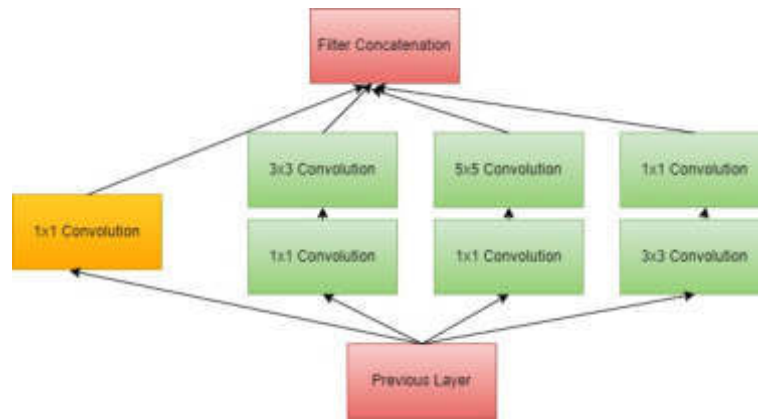 Filter Concatenation
3x3 Convolution
5x5 Convolution
1x1 Convolution
1x1 Convolution
1x1 Convolution
1x1 Convolution
3x3 Convolution
Previous Layer